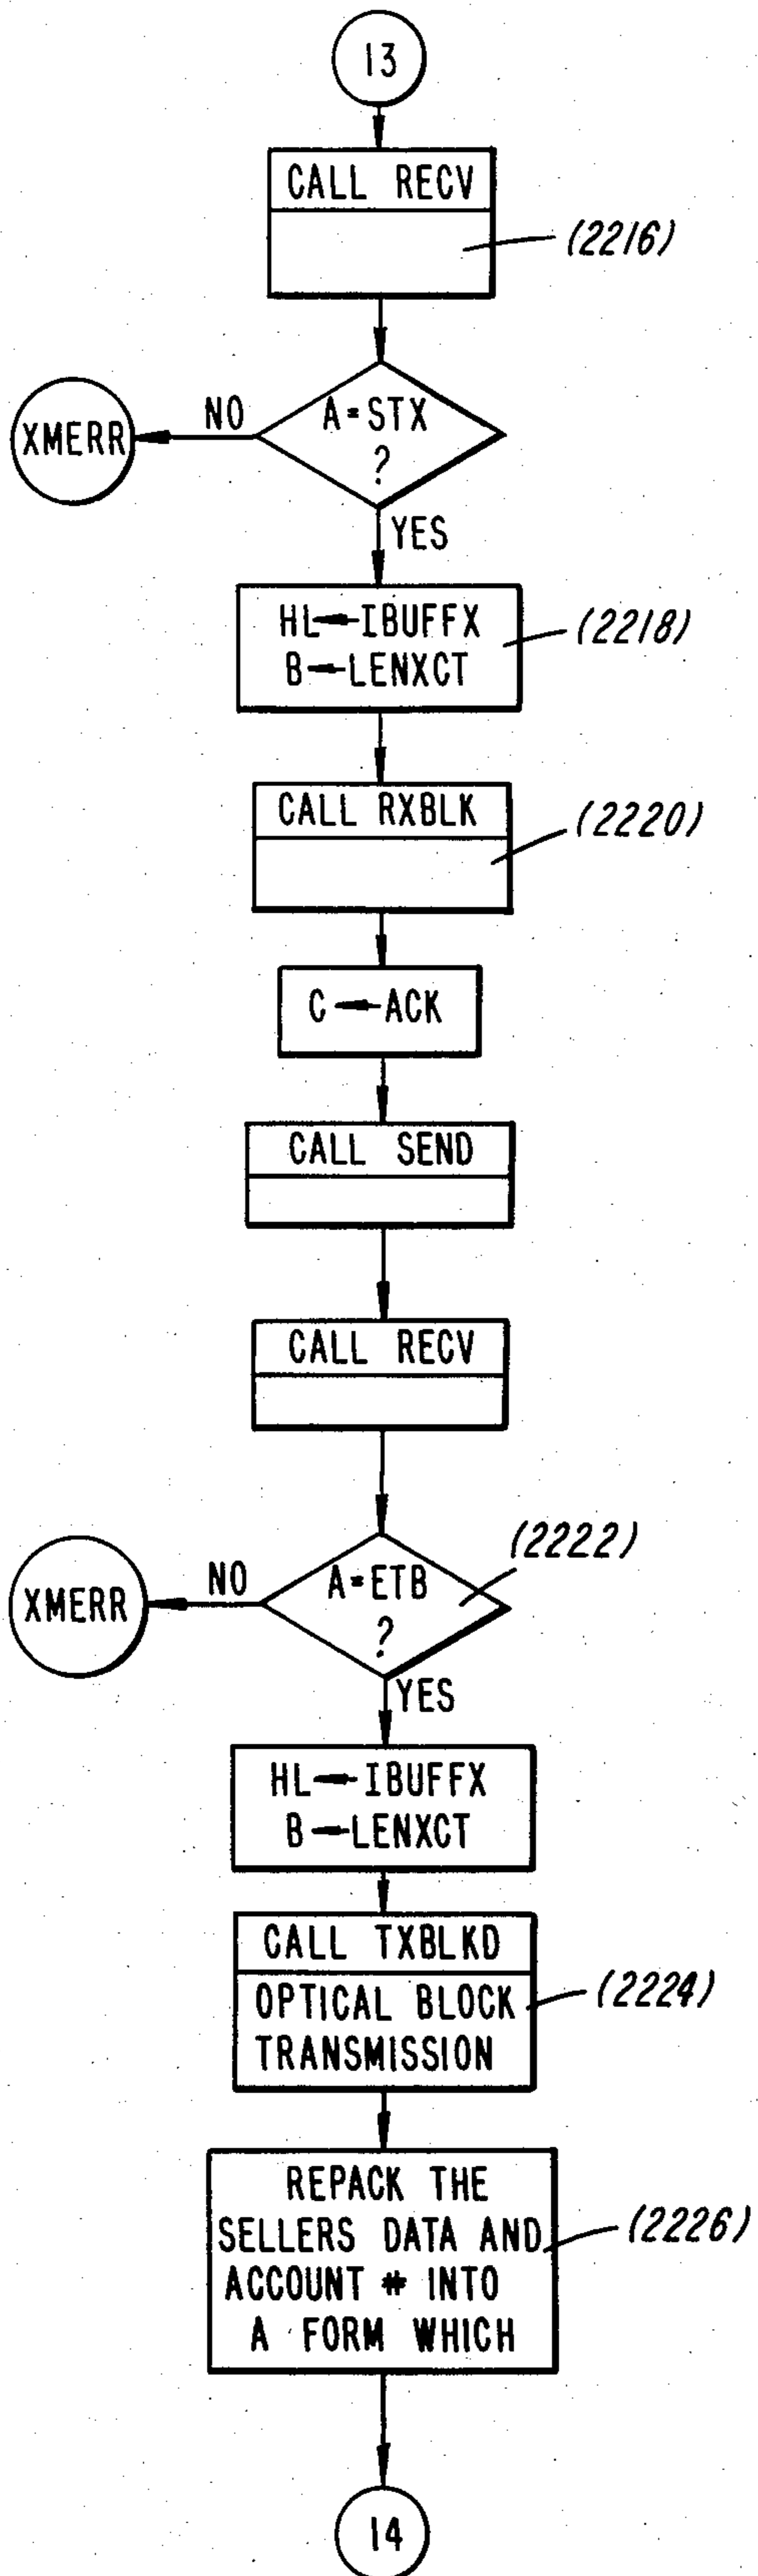 13
CALL RECV
(2216)
A=STX
?
NO
XMERR
YES
HL←IBUFFX
B←LENXCT
(2218)
CALL RXBLK
(2220)
C←ACK
CALL SEND
CALL RECV
(2222)
A=ETB
?
NO
XMERR
YES
HL←IBUFFX
B←LENXCT
CALL TXBLKD
OPTICAL BLOCK
TRANSMISSION
(2224)
REPACK THE
SELLERS DATA AND
ACCOUNT # INTO
A FORM WHICH
(2226)
14